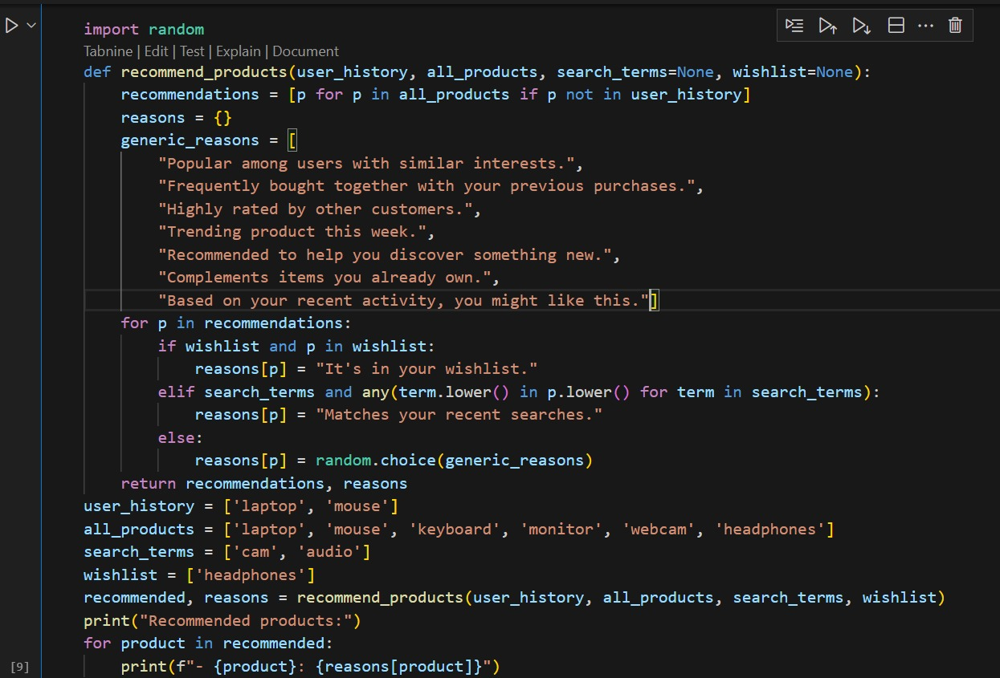 import random
Tabnine | Edit | Test | Explain | Document
def recommend_products(user_history, all_products, search_terms=None, wishlist=None):
    recommendations = [p for p in all_products if p not in user_history]
    reasons = {}
    generic_reasons = [
        "Popular among users with similar interests.",
        "Frequently bought together with your previous purchases.",
        "Highly rated by other customers.",
        "Trending product this week.",
        "Recommended to help you discover something new.",
        "Complements items you already own.",
        "Based on your recent activity, you might like this."]
    for p in recommendations:
        if wishlist and p in wishlist:
            reasons[p] = "It's in your wishlist."
        elif search_terms and any(term.lower() in p.lower() for term in search_terms):
            reasons[p] = "Matches your recent searches."
        else:
            reasons[p] = random.choice(generic_reasons)
    return recommendations, reasons
user_history = ['laptop', 'mouse']
all_products = ['laptop', 'mouse', 'keyboard', 'monitor', 'webcam', 'headphones']
search_terms = ['cam', 'audio']
wishlist = ['headphones']
recommended, reasons = recommend_products(user_history, all_products, search_terms, wishlist)
print("Recommended products:")
for product in recommended:
    print(f"- {product}: {reasons[product]}")
[9]